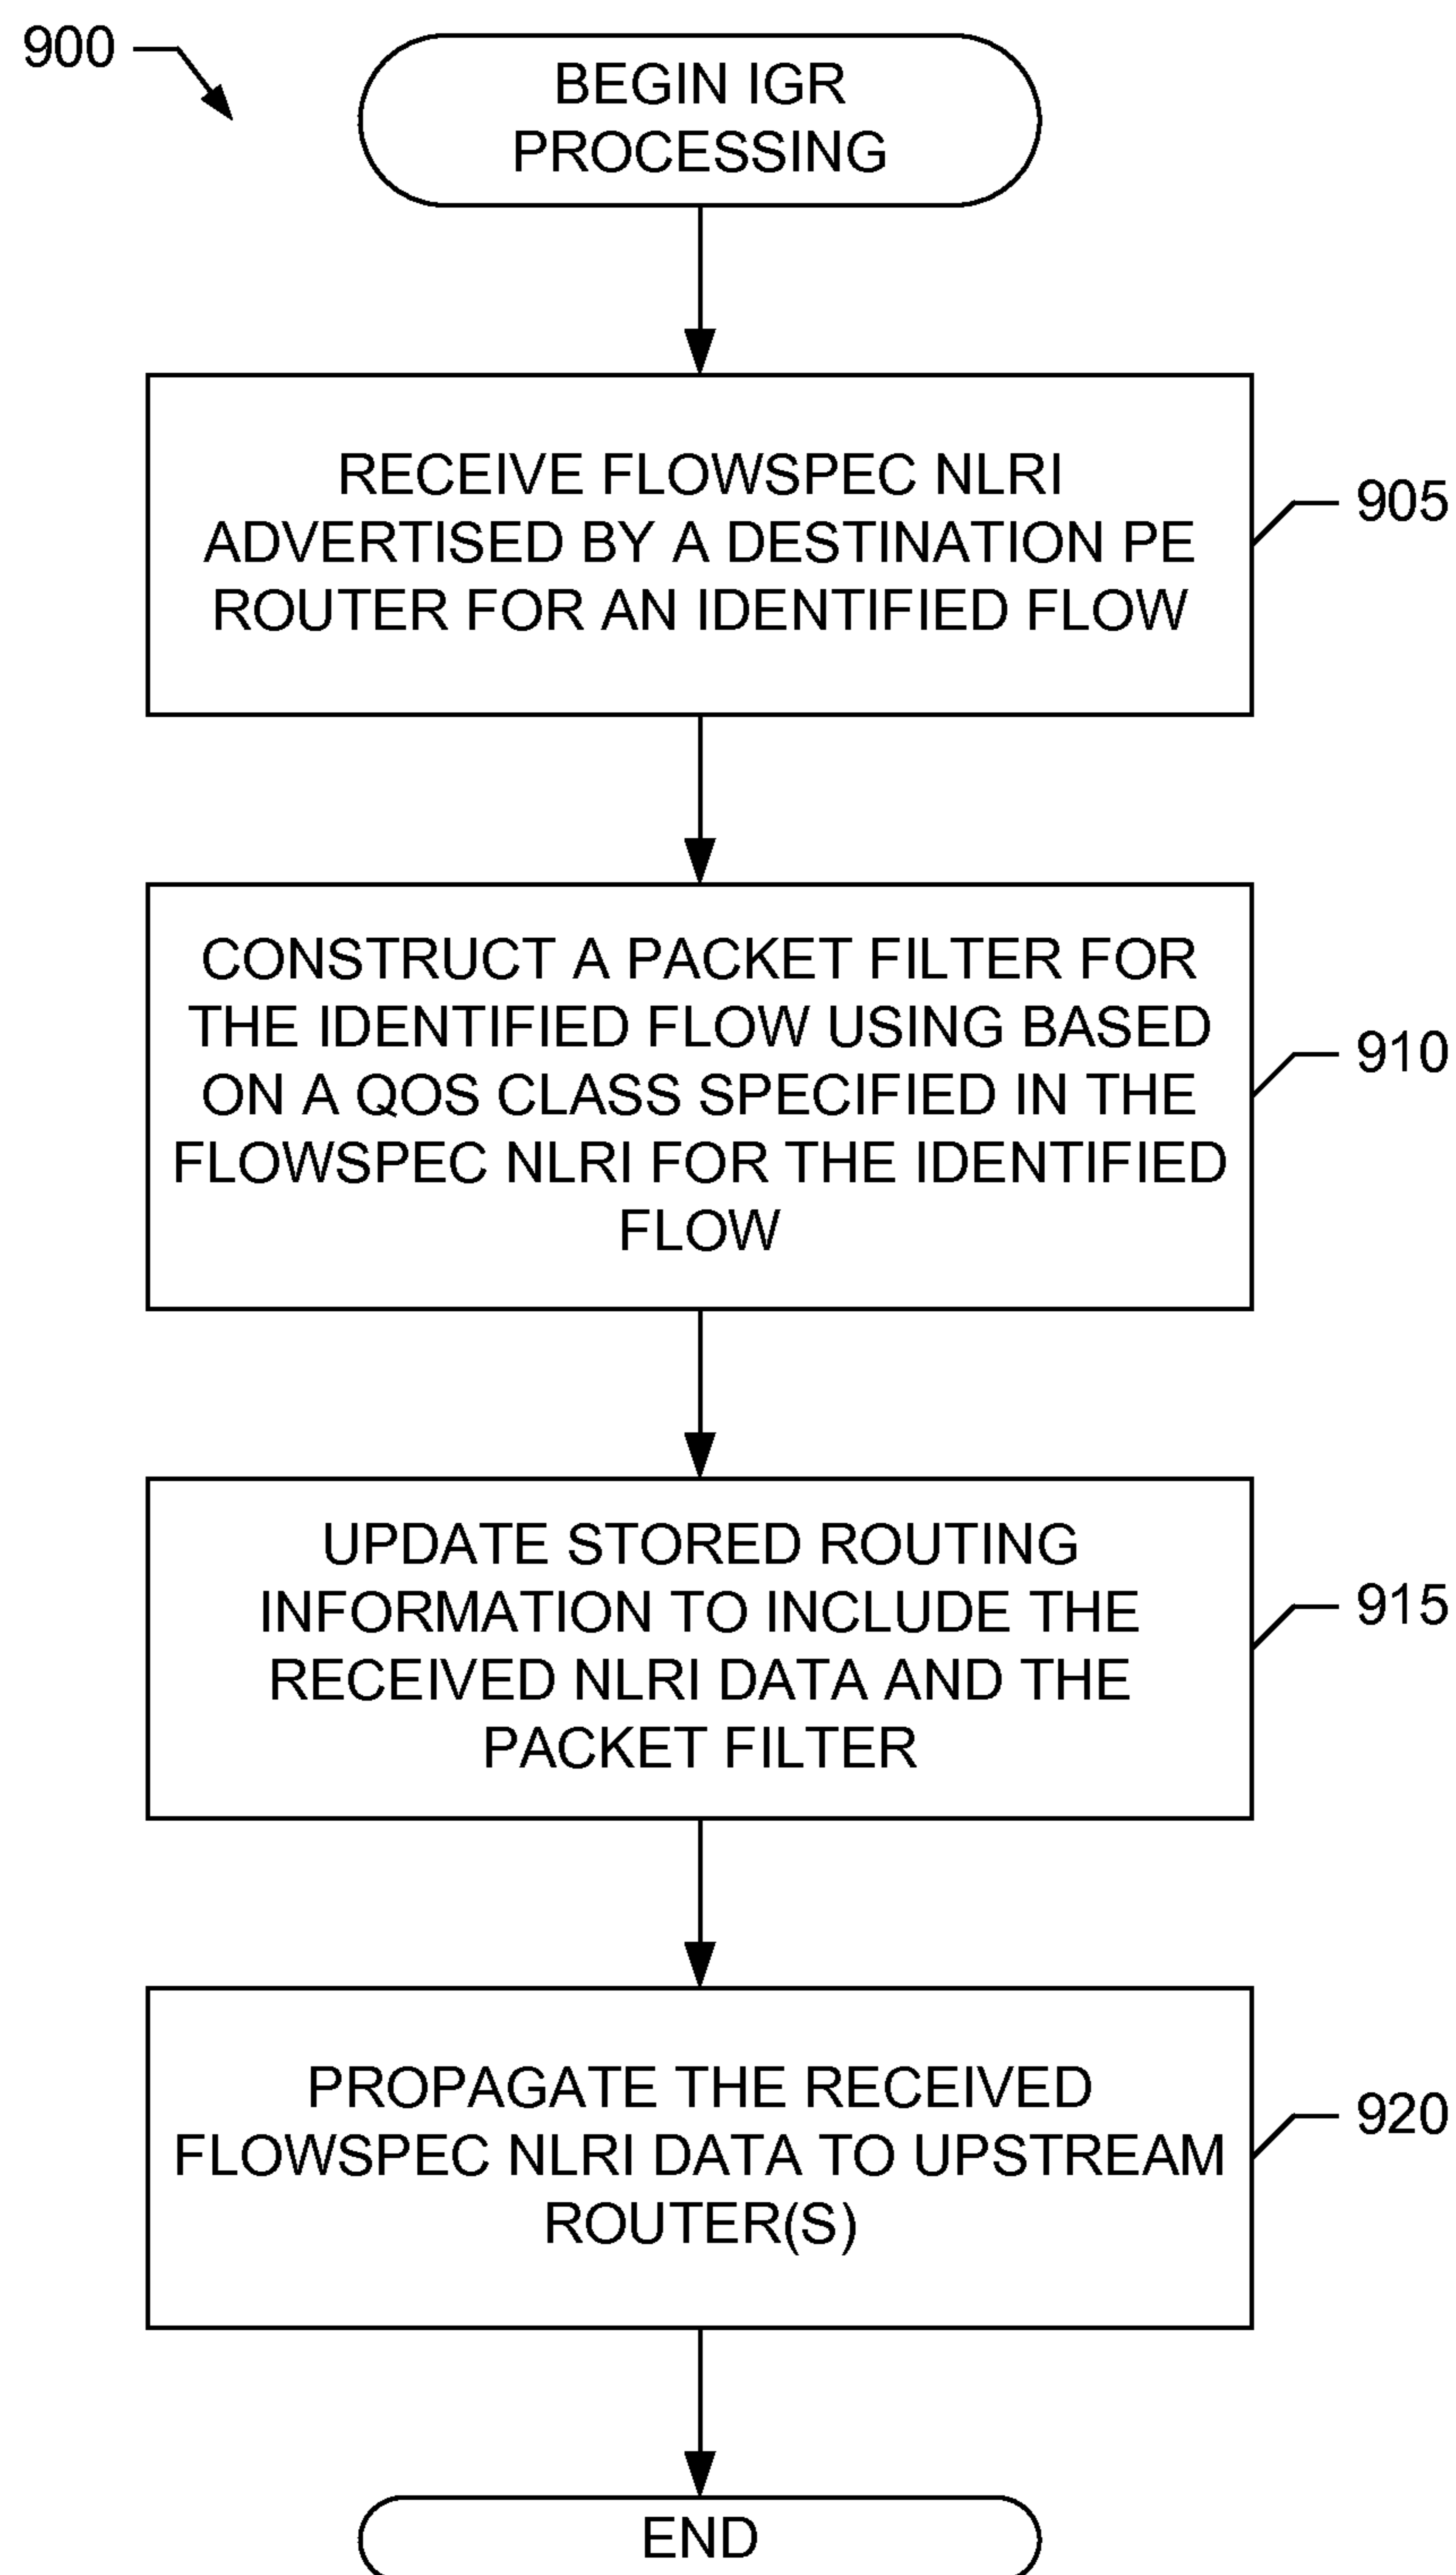 900
BEGIN IGR
PROCESSING
RECEIVE FLOWSPEC NLRI
ADVERTISED BY A DESTINATION PE
ROUTER FOR AN IDENTIFIED FLOW
905
CONSTRUCT A PACKET FILTER FOR
THE IDENTIFIED FLOW USING BASED
ON A QOS CLASS SPECIFIED IN THE
FLOWSPEC NLRI FOR THE IDENTIFIED
FLOW
910
UPDATE STORED ROUTING
INFORMATION TO INCLUDE THE
RECEIVED NLRI DATA AND THE
PACKET FILTER
915
PROPAGATE THE RECEIVED
FLOWSPEC NLRI DATA TO UPSTREAM
ROUTER(S)
920
END